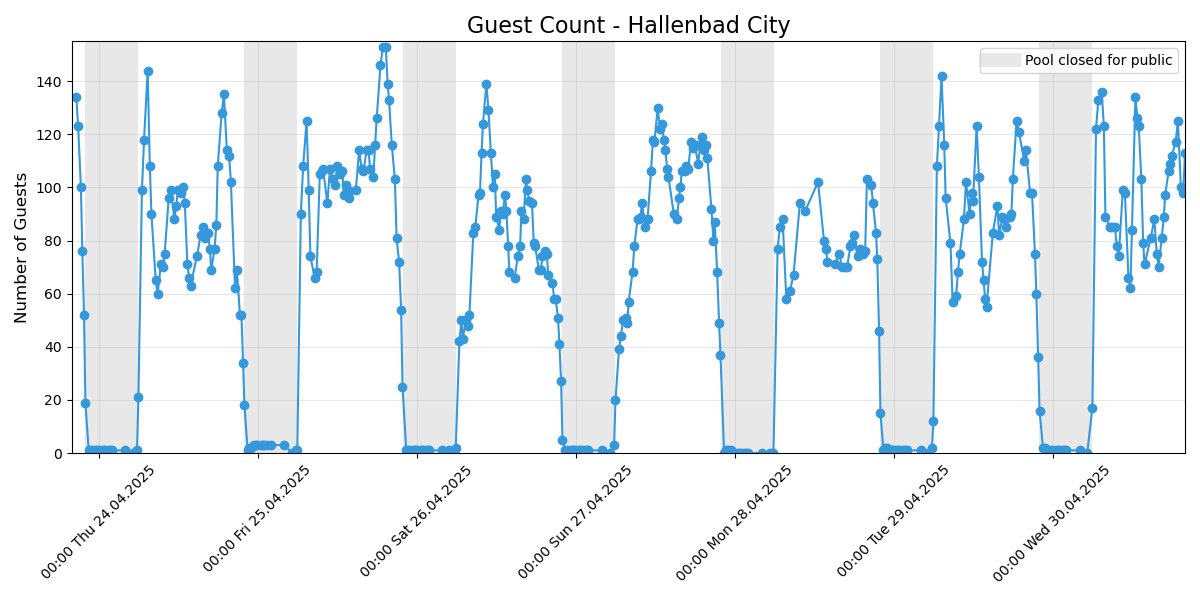 Guest Count - Hallenbad City
Pool closed for public
Number of Guests
140
120
100
80
60
40
20
0
00:00 Thu 24.04.2025
00:00 Fri 25.04.2025
00:00 Sat 26.04.2025
00:00 Sun 27.04.2025
00:00 Mon 28.04.2025
00:00 Tue 29.04.2025
00:00 Wed 30.04.2025